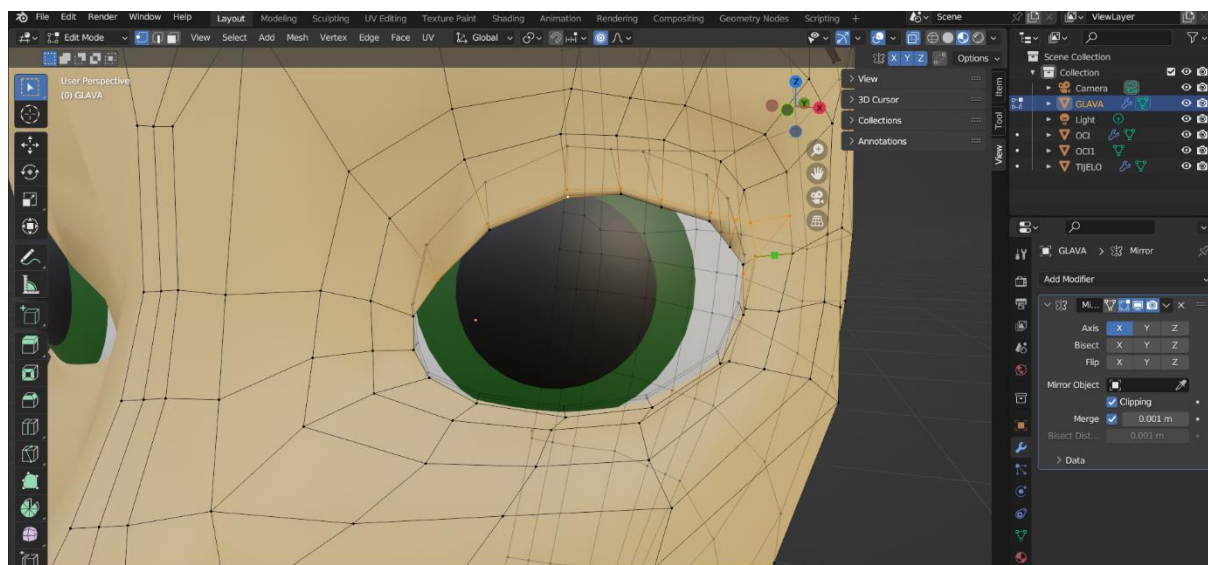 File Edit Render Window Help Layout Modeling Sculpting UV Editing Texture Paint Shading Animation Rendering Compositing Geometry Nodes Scripting + Scene ViewLayer
Edit Mode View Select Add Mesh Vertex Edge Face UV Global
X Y Z Options
User Perspective
(0) GLAVA
Z
Y
X
View
3D Cursor
Collections
Annotations
Item
Tool
View
Scene Collection
Collection
Camera
GLAVA
Light
OCI
OCI1
TIJELO
GLAVA > Mirror
Add Modifier
Mi...
Axis X Y Z
Bisect X Y Z
Flip X Y Z
Mirror Object
Clipping
Merge 0.001 m
Bisect Dist... 0.001 m
Data